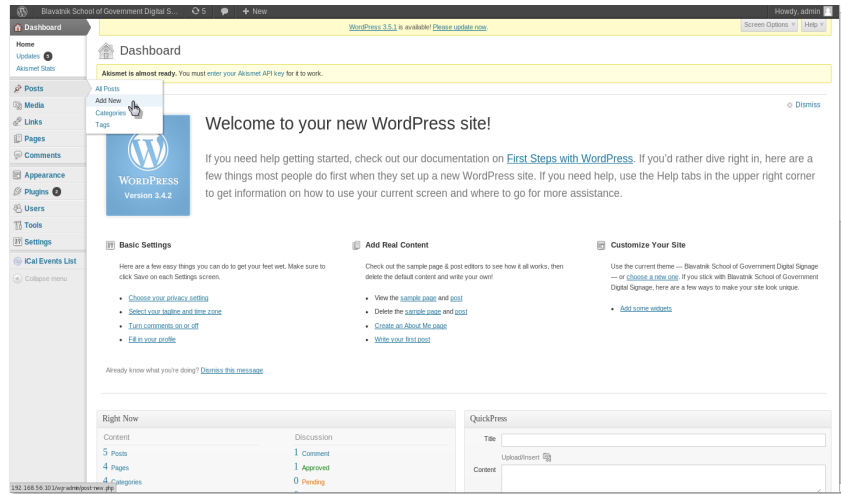 Blavatnik School of Government Digital S... 5 + New Howdy, admin
Dashboard
WordPress 3.5.1 is available! Please update now.
Screen Options Help
Home
Updates 5
Akismet Stats
Dashboard
Akismet is almost ready. You must enter your Akismet API key for it to work.
Posts
Media
Links
Pages
Comments
Appearance
Plugins 2
Users
Tools
Settings
iCal Events List
Collapse menu
All Posts
Add New
Categories
Tags
Dismiss
WORDPRESS
Version 3.4.2
Welcome to your new WordPress site!
If you need help getting started, check out our documentation on First Steps with WordPress. If you’d rather dive right in, here are a
few things most people do first when they set up a new WordPress site. If you need help, use the Help tabs in the upper right corner
to get information on how to use your current screen and where to go for more assistance.
Basic Settings
Here are a few easy things you can do to get your feet wet. Make sure to
click Save on each Settings screen.
Choose your privacy setting
Select your tagline and time zone
Turn comments on or off
Fill in your profile
Add Real Content
Check out the sample page & post editors to see how it all works, then
delete the default content and write your own!
View the sample page and post
Delete the sample page and post
Create an About Me page
Write your first post
Customize Your Site
Use the current theme — Blavatnik School of Government Digital Signage
— or choose a new one. If you stick with Blavatnik School of Government
Digital Signage, here are a few ways to make your site look unique.
Add some widgets
Already know what you’re doing? Dismiss this message.
Right Now
Content
5 Posts
4 Pages
4 Categories
Discussion
1 Comment
1 Approved
0 Pending
QuickPress
Title
Upload/Insert
Content
192.168.56.101/wp-admin/post-new.php